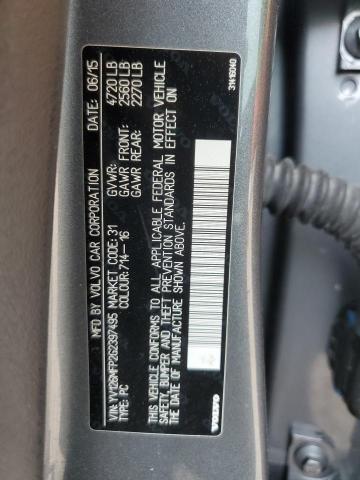 MFD BY VOLVO CAR CORPORATION DATE: 06/15
GVWR: 4720 LB
GAWR FRONT: 2560 LB
GAWR REAR: 2270 LB
VIN: YV126MFP2G2397495 MARKET CODE: 31
TYPE: PC COLOUR: 714-16
THIS VEHICLE CONFORMS TO ALL APPLICABLE FEDERAL MOTOR VEHICLE
SAFETY, BUMPER AND THEFT PREVENTION STANDARDS IN EFFECT ON
THE DATE OF MANUFACTURE SHOWN ABOVE.
VOLVO
31416040